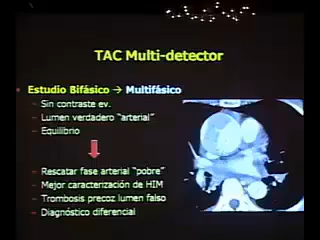 TAC Multi-detector
Estudio Bifásico → Multifásico
– Sin contraste ev.
– Lumen verdadero "arterial"
– Equilibrio
– Rescatar fase arterial "pobre"
– Mejor caracterización de HIM
– Trombosis precoz lumen falso
– Diagnóstico diferencial